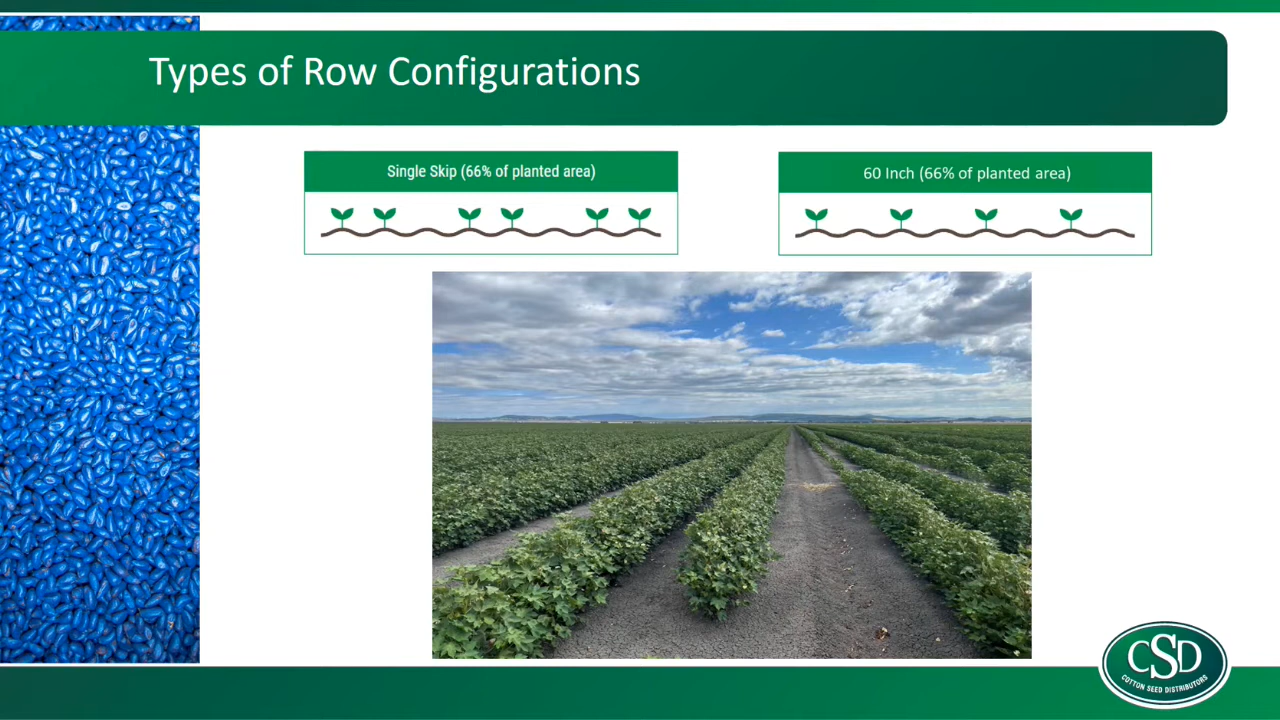 Types of Row Configurations
Single Skip (66% of planted area)
60 Inch (66% of planted area)
CSD
COTTON SEED DISTRIBUTORS